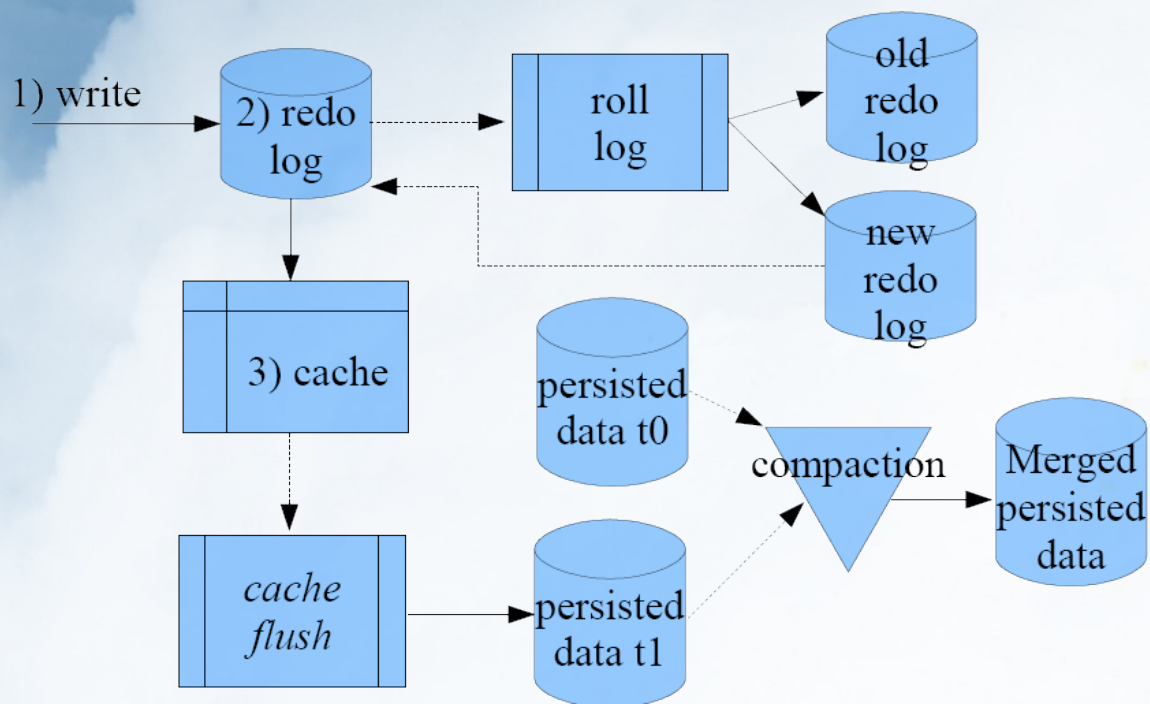 1) write
2) redo
log
roll
log
old
redo
log
new
redo
log
3) cache
persisted
data t0
compaction
Merged
persisted
data
cache
flush
persisted
data t1